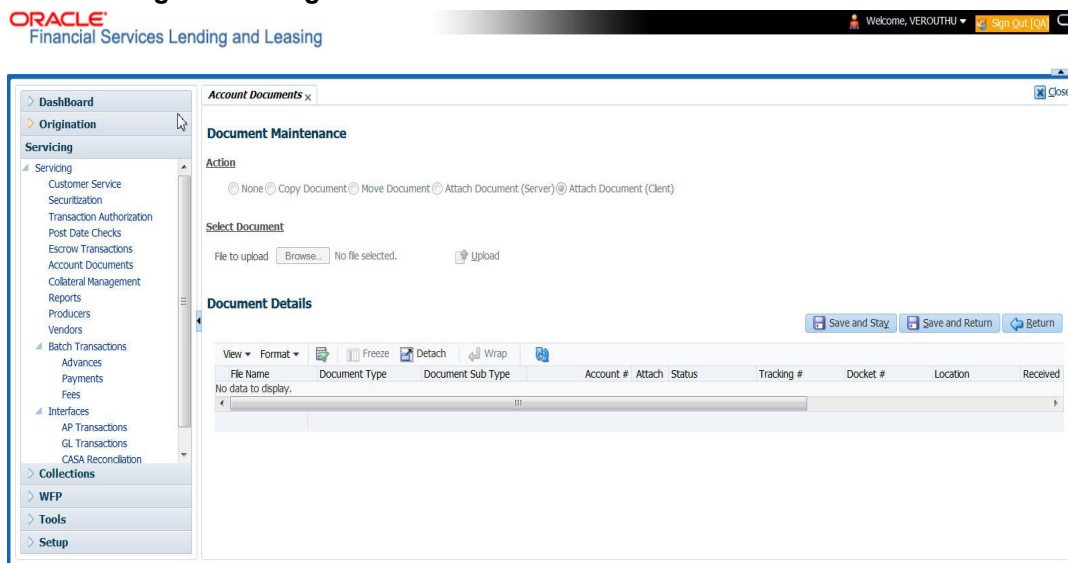 ORACLE'
Financial Services Lending and Leasing
Welcome, VEROUTHU
Sign Out [QA]
DashBoard
Origination
Servicing
Servicing
Customer Service
Securitization
Transaction Authorization
Post Date Checks
Escrow Transactions
Account Documents
Collateral Management
Reports
Producers
Vendors
Batch Transactions
Advances
Payments
Fees
Interfaces
AP Transactions
GL Transactions
CASA Reconciliation
Collections
WFP
Tools
Setup
Account Documents x
Close
Document Maintenance
Action
None Copy Document Move Document Attach Document (Server) Attach Document (Client)
Select Document
File to upload Browse... No file selected. Upload
Document Details
Save and Stay Save and Return Return
View Format Freeze Detach Wrap
File Name Document Type Document Sub Type Account # Attach Status Tracking # Docket # Location Received
No data to display.